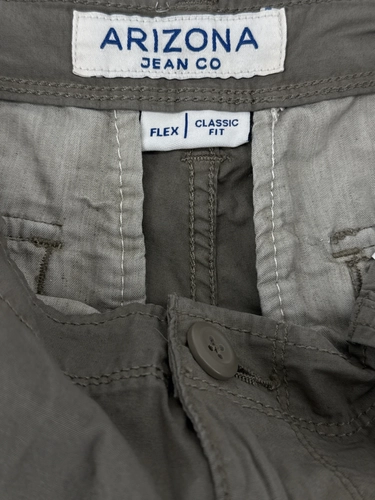 ARIZONA
JEAN CO
FLEX | CLASSIC
FIT